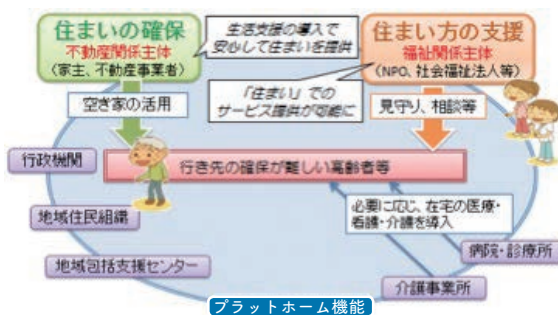 住まいの確保
不動産関係主体
（家主、不動産事業者）
生活支援の導入で
安心して住まいを提供
住まい方の支援
福祉関係主体
（NPO、社会福祉法人等）
「住まい」での
サービス提供が可能に
空き家の活用
見守り、相談等
行政機関
行き先の確保が難しい高齢者等
地域住民組織
必要に応じ、在宅の医療・
看護・介護を導入
地域包括支援センター
病院・診療所
介護事業所
プラットホーム機能